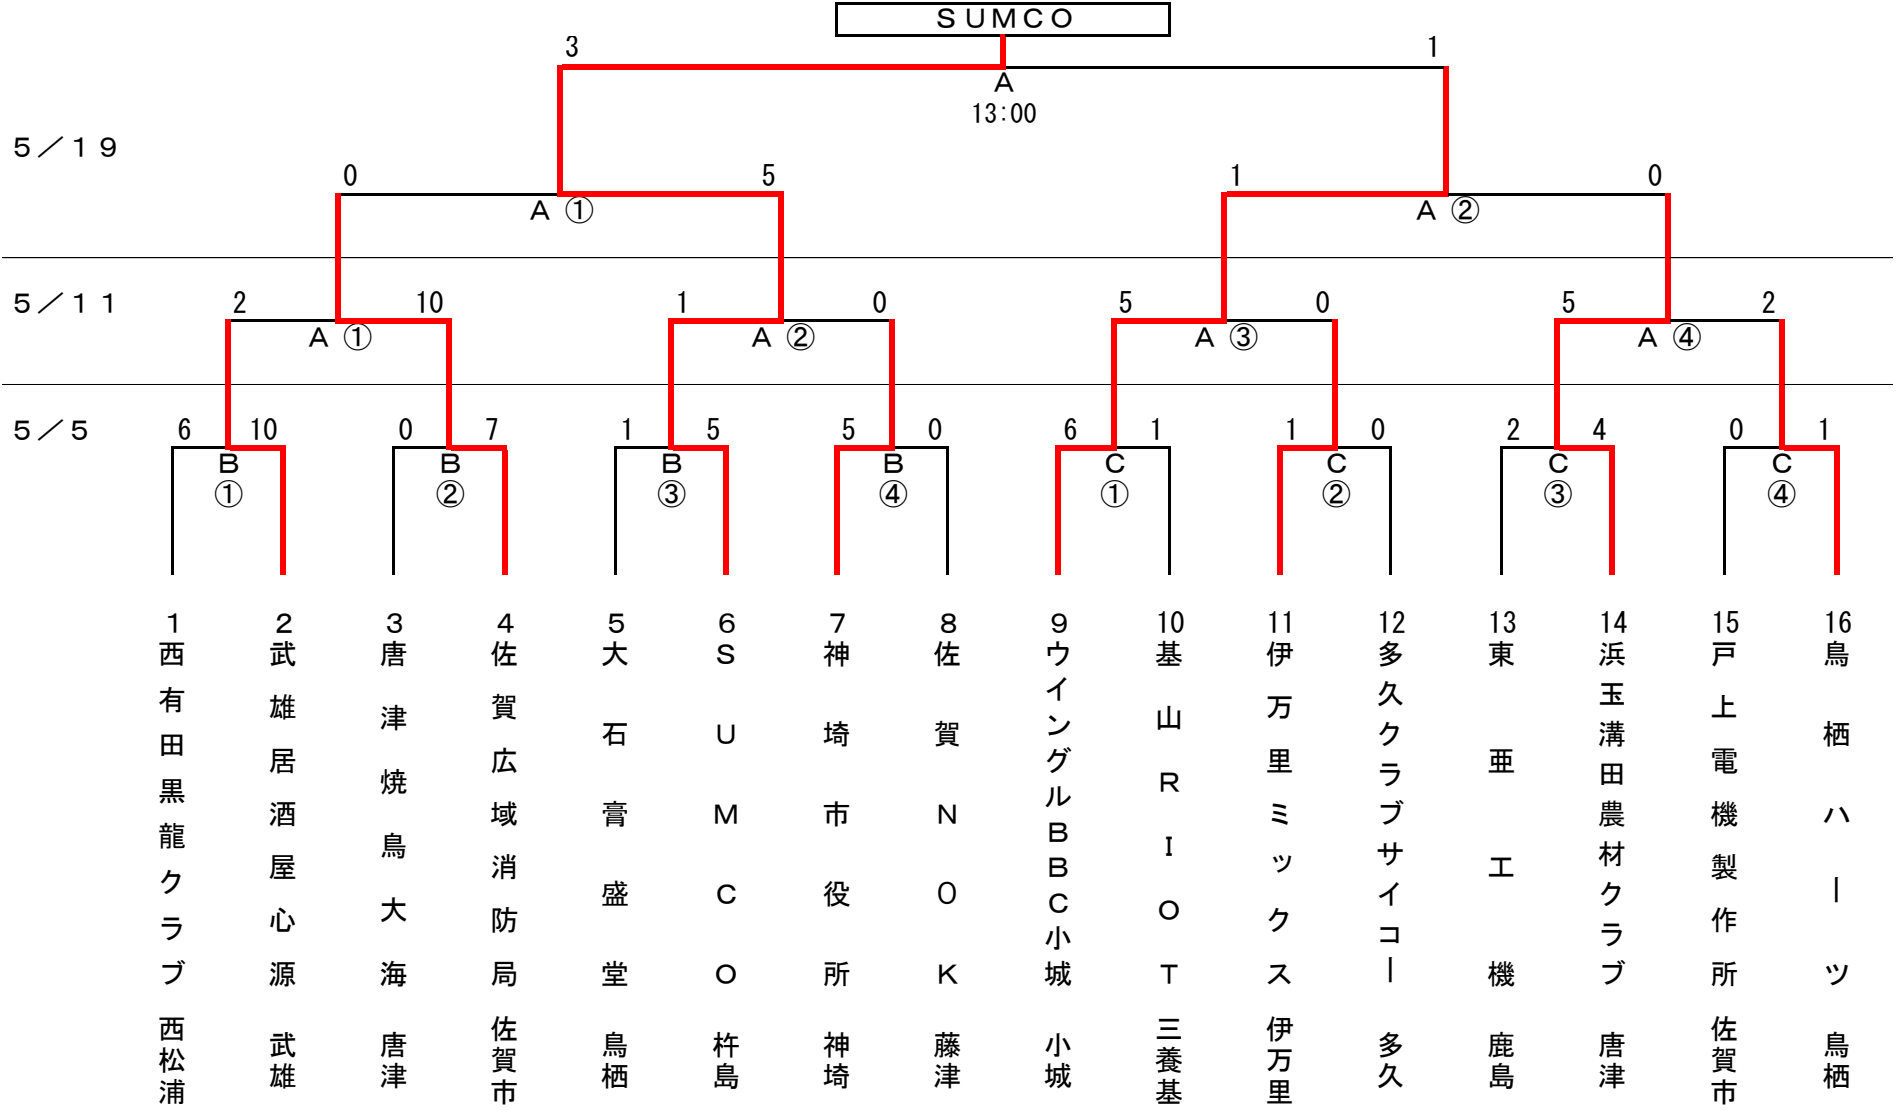 ＳＵＭＣＯ
3 1
Ａ
13:00
５／１９
0 5 1 0
Ａ ① Ａ ②
５／１１
2 10 1 0 5 0 5 2
Ａ ① Ａ ② Ａ ③ Ａ ④
５／５
6 10 0 7 1 5 5 0 6 1 1 0 2 4 0 1
Ｂ Ｂ Ｂ Ｂ Ｃ Ｃ Ｃ Ｃ
① ② ③ ④ ① ② ③ ④
１ ２ ３ ４ ５ ６ ７ ８ ９ 10 11 12 13 14 15 16
西有田黒龍クラブ 西松浦
武雄居酒屋心源 武雄
唐津焼鳥大海 唐津
佐賀広域消防局 佐賀市
大石膏盛堂 鳥栖
ＳＵＭＣＯ 杵島
神埼市役所 神埼
佐賀ＮＯＫ 藤津
ウイングルＢＢＣ小城 小城
基山ＲＩＯＴ 三養基
伊万里ミックス 伊万里
多久クラブサイコー 多久
東亜工機 鹿島
浜玉溝田農材クラブ 唐津
戸上電機製作所 佐賀市
鳥栖ハーツ 鳥栖